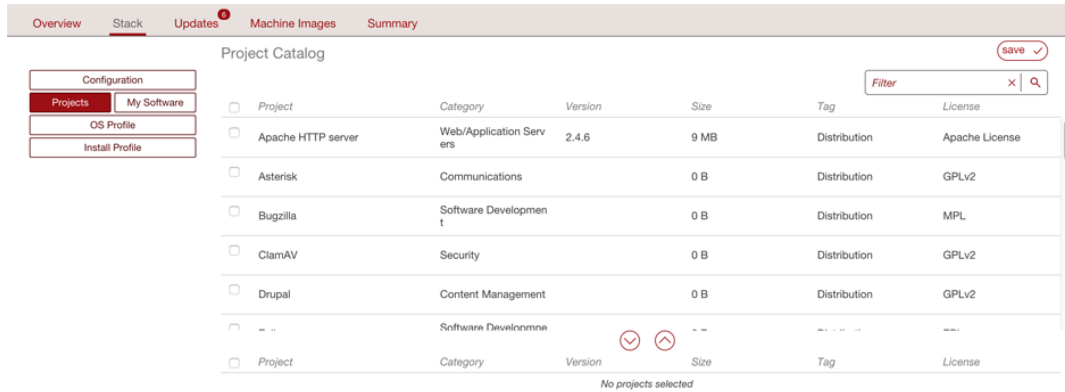 Overview Stack Updates 6 Machine Images Summary
Project Catalog
save
Configuration
Projects My Software
OS Profile
Install Profile
Filter
Project Category Version Size Tag License
Apache HTTP server Web/Application Serv
ers 2.4.6 9 MB Distribution Apache License
Asterisk Communications 0 B Distribution GPLv2
Bugzilla Software Developmen
t 0 B Distribution MPL
ClamAV Security 0 B Distribution GPLv2
Drupal Content Management 0 B Distribution GPLv2
Software Developmne
Project Category Version Size Tag License
No projects selected